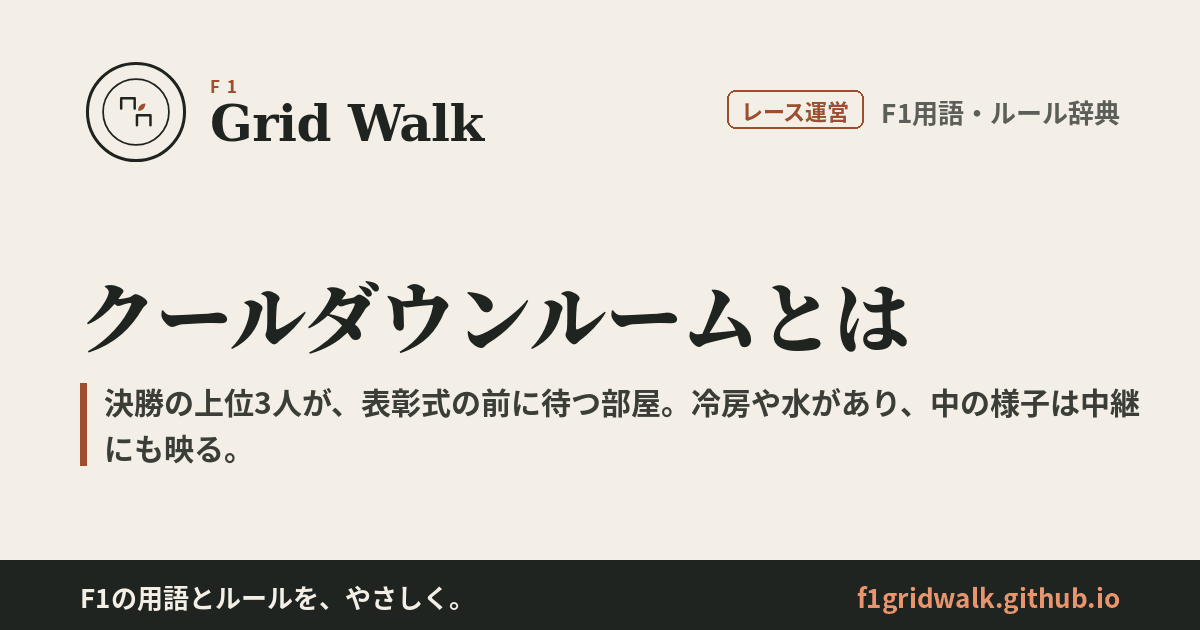 F1
Grid Walk
レース運営
F1用語・ルール辞典
クールダウンルームとは
決勝の上位3人が、表彰式の前に待つ部屋。冷房や水があり、中の様子は中継
にも映る。
F1の用語とルールを、やさしく。
f1gridwalk.github.io